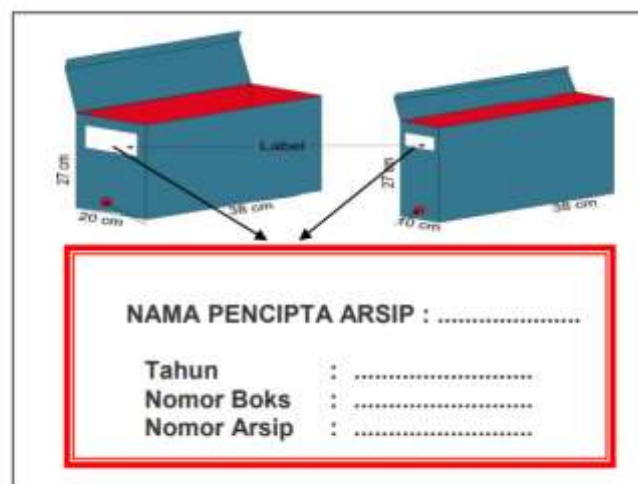 Label
27 cm
20 cm
38 cm
27 cm
10 cm
38 cm
NAMA PENCIPTA ARSIP : .....................
Tahun : ...........................
Nomor Boks : ...........................
Nomor Arsip : ...........................